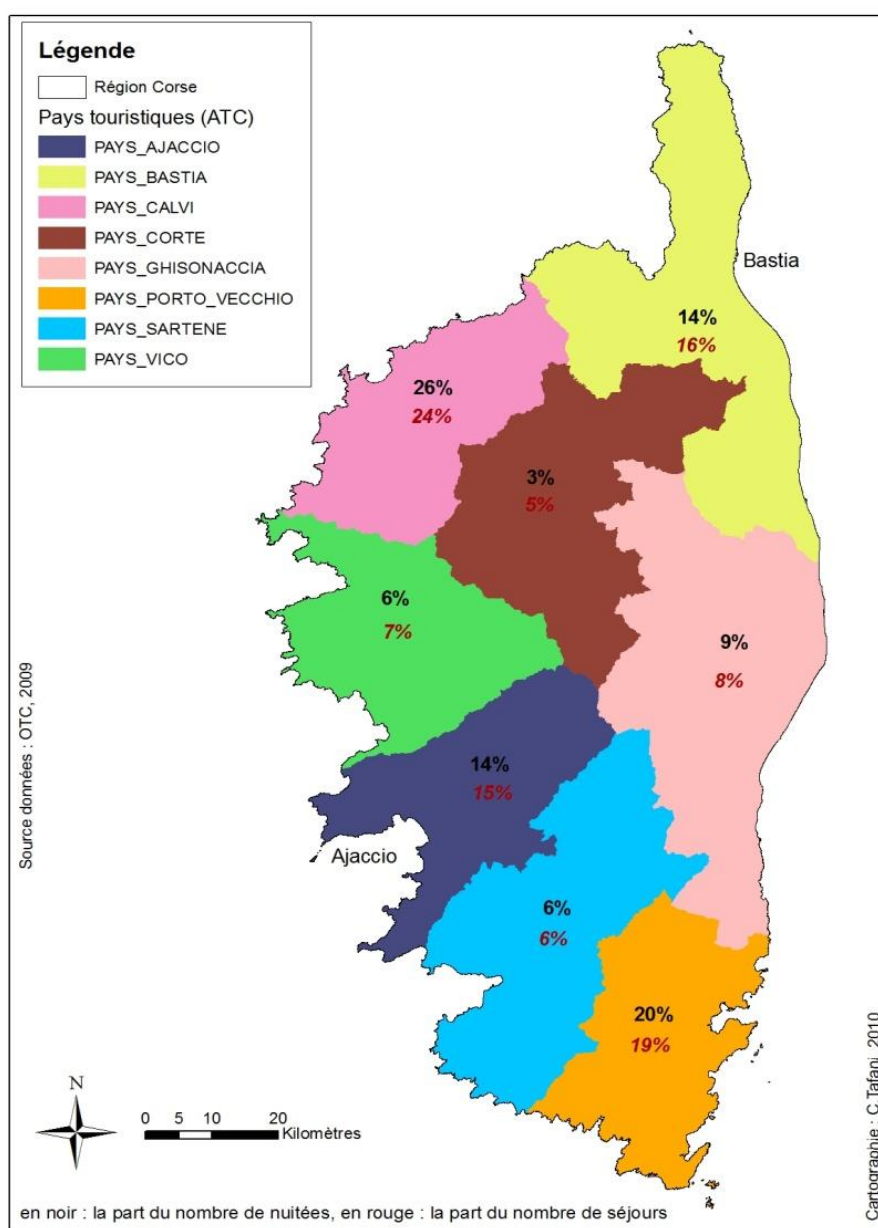 Légende
Région Corse
Pays touristiques (ATC)
PAYS_AJACCIO
PAYS_BASTIA
PAYS_CALVI
PAYS_CORTE
PAYS_GHISONACCIA
PAYS_PORTO_VECCHIO
PAYS_SARTENE
PAYS_VICO
Bastia
14%
16%
26%
24%
3%
5%
6%
7%
9%
8%
14%
15%
Ajaccio
6%
6%
20%
19%
N
0 5 10 20
Kilomètres
en noir : la part du nombre de nuitées, en rouge : la part du nombre de séjours
Source données : OTC, 2009
Cartographie : C.Tafani, 2010